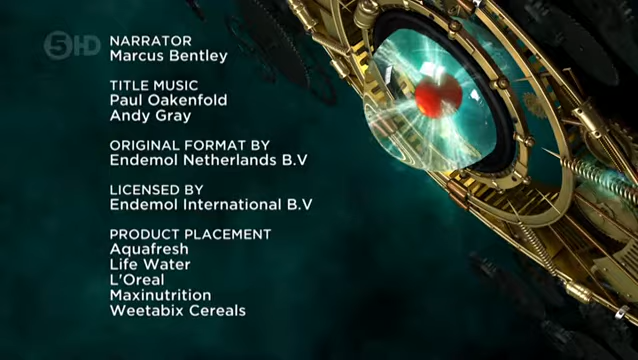 5HD
NARRATOR
Marcus Bentley
TITLE MUSIC
Paul Oakenfold
Andy Gray
ORIGINAL FORMAT BY
Endemol Netherlands B.V
LICENSED BY
Endemol International B.V
PRODUCT PLACEMENT
Aquafresh
Life Water
L'Oreal
Maxinutrition
Weetabix Cereals